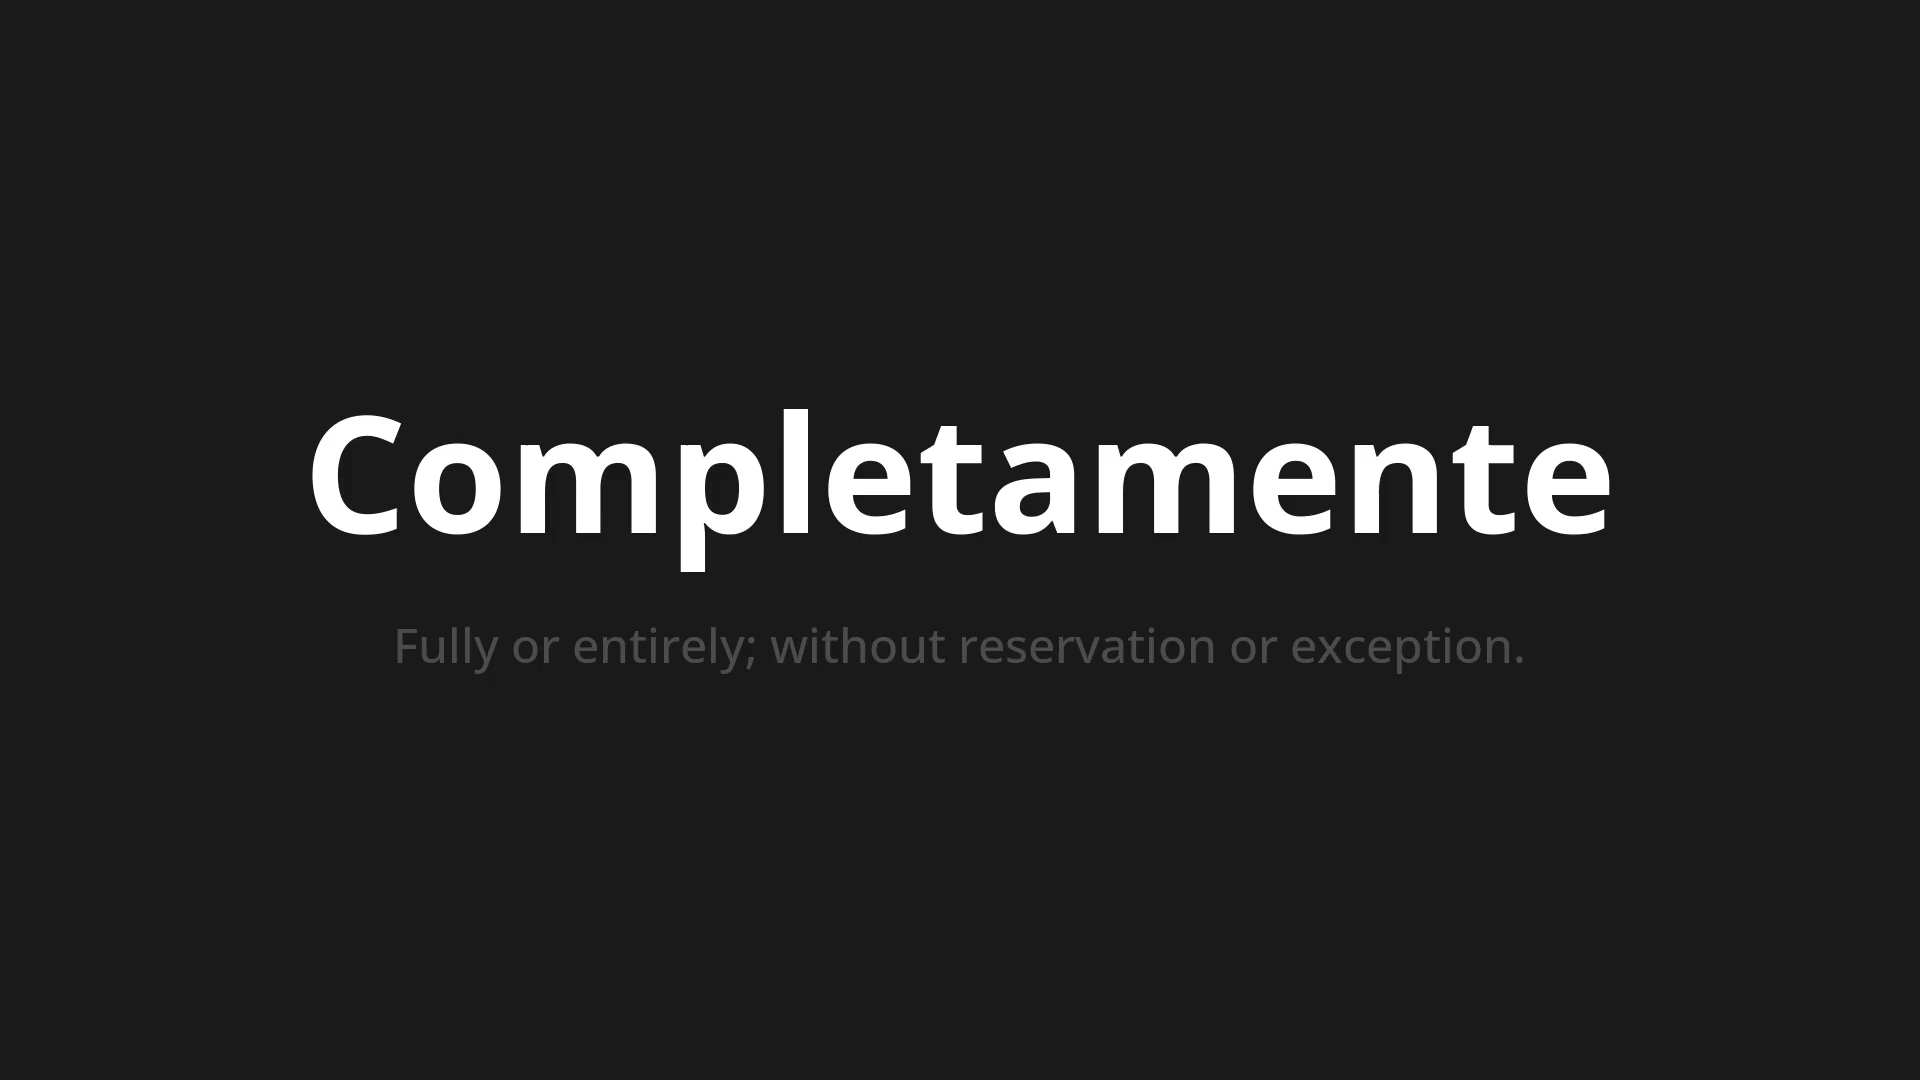 Completamente
Fully or entirely; without reservation or exception.